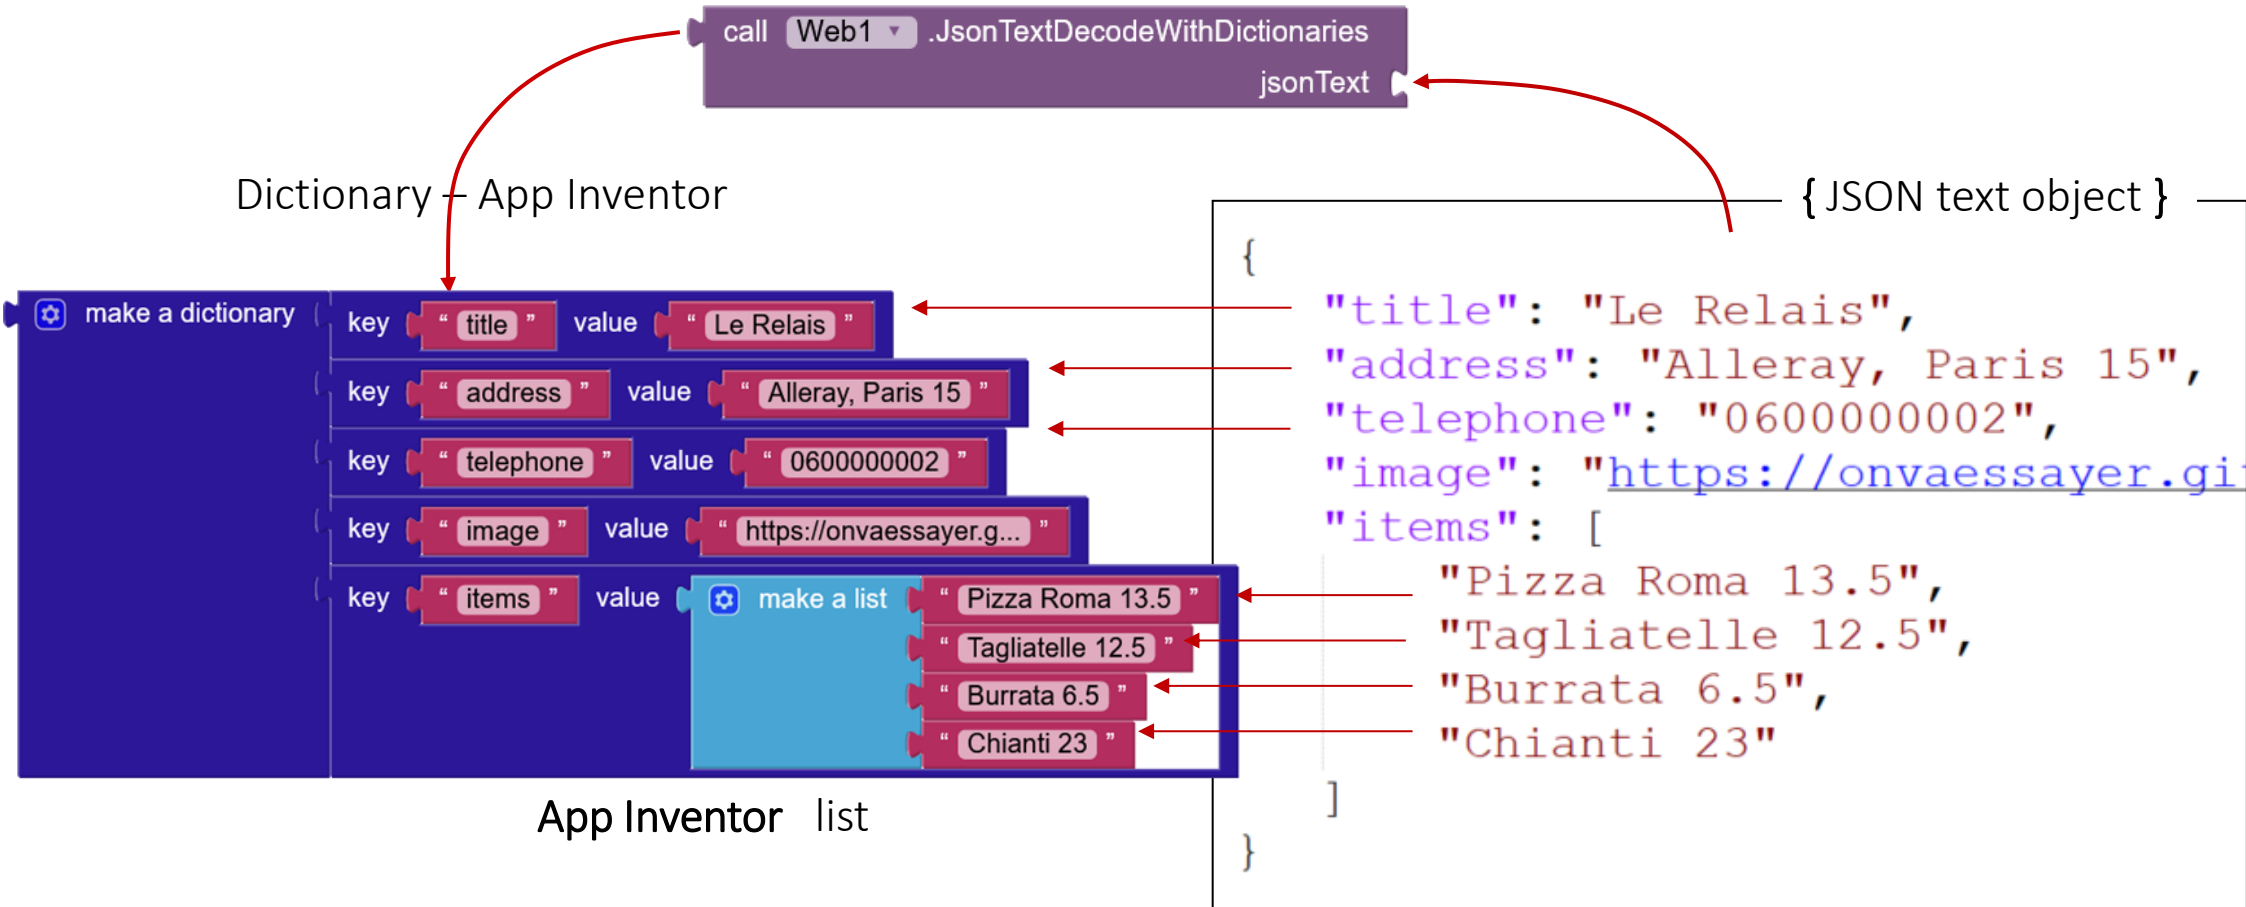 call Web1 .JsonTextDecodeWithDictionaries
jsonText
Dictionary – App Inventor
{ JSON text object }
make a dictionary
key “ title ” value “ Le Relais ”
key “ address ” value “ Alleray, Paris 15 ”
key “ telephone ” value “ 0600000002 ”
key “ image ” value “ https://onvaessayer.g... ”
key “ items ” value make a list “ Pizza Roma 13.5 ”
“ Tagliatelle 12.5 ”
“ Burrata 6.5 ”
“ Chianti 23 ”
App Inventor list
{
"title": "Le Relais",
"address": "Alleray, Paris 15",
"telephone": "0600000002",
"image": "https://onvaessayer.gi
"items": [
"Pizza Roma 13.5",
"Tagliatelle 12.5",
"Burrata 6.5",
"Chianti 23"
]
}